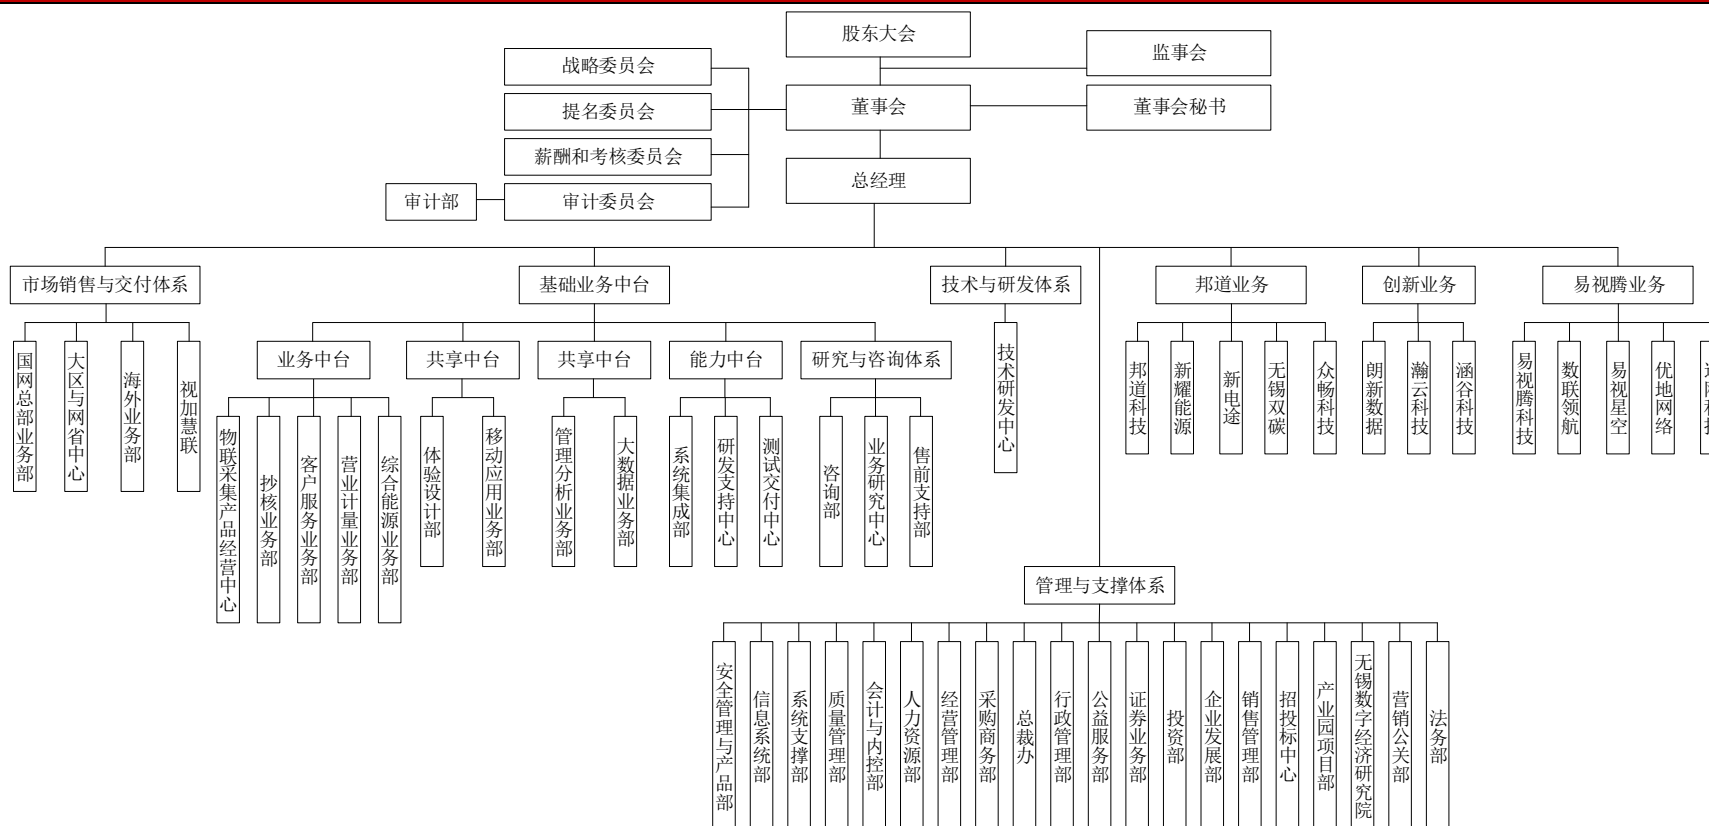 股东大会
监事会
战略委员会
提名委员会
董事会
董事会秘书
薪酬和考核委员会
总经理
审计部
审计委员会
市场销售与交付体系
基础业务中台
技术与研发体系
邦道业务
创新业务
易视腾业务
国网总部业务部
大区与网省中心
海外业务部
视加慧联
业务中台
共享中台
共享中台
能力中台
研究与咨询体系
技术研发中心
邦道科技
新耀能源
新电途
无锡双碳
众畅科技
朗新数据
瀚云科技
涵谷科技
易视腾科技
数联领航
易视星空
优地网络
物联采集产品经营中心
抄核业务部
客户服务业务部
营业计量业务部
综合能源业务部
体验设计部
移动应用业务部
管理分析业务部
大数据业务部
系统集成部
研发支持中心
测试交付中心
咨询部
业务研究中心
售前支持部
管理与支撑体系
安全管理与产品部
信息系统部
系统支撑部
质量管理部
会计与内控部
人力资源部
经营管理部
采购商务部
总裁办
行政管理部
公益服务部
证券业务部
投资部
企业发展部
销售管理部
招投标中心
产业园项目部
无锡数字经济研究院
营销公关部
法务部